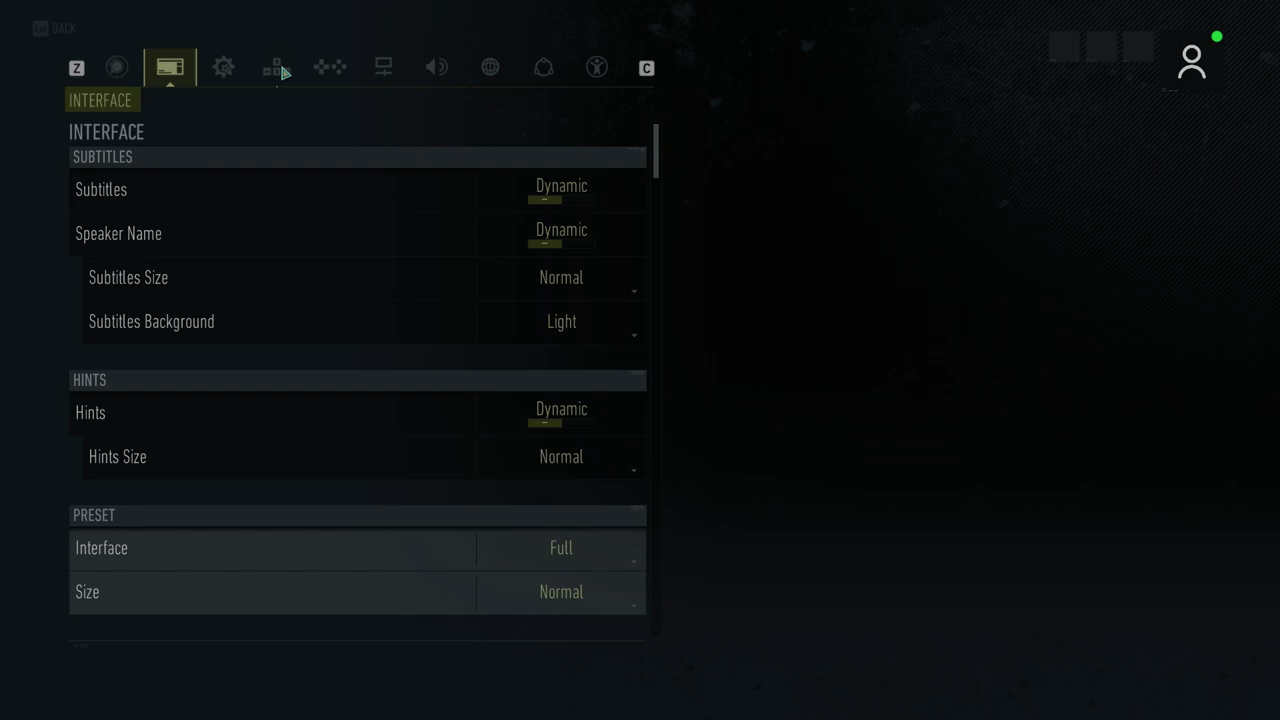 BACK
Z
C
INTERFACE
INTERFACE
SUBTITLES
Subtitles Dynamic
Speaker Name Dynamic
Subtitles Size Normal
Subtitles Background Light
HINTS
Hints Dynamic
Hints Size Normal
PRESET
Interface Full
Size Normal